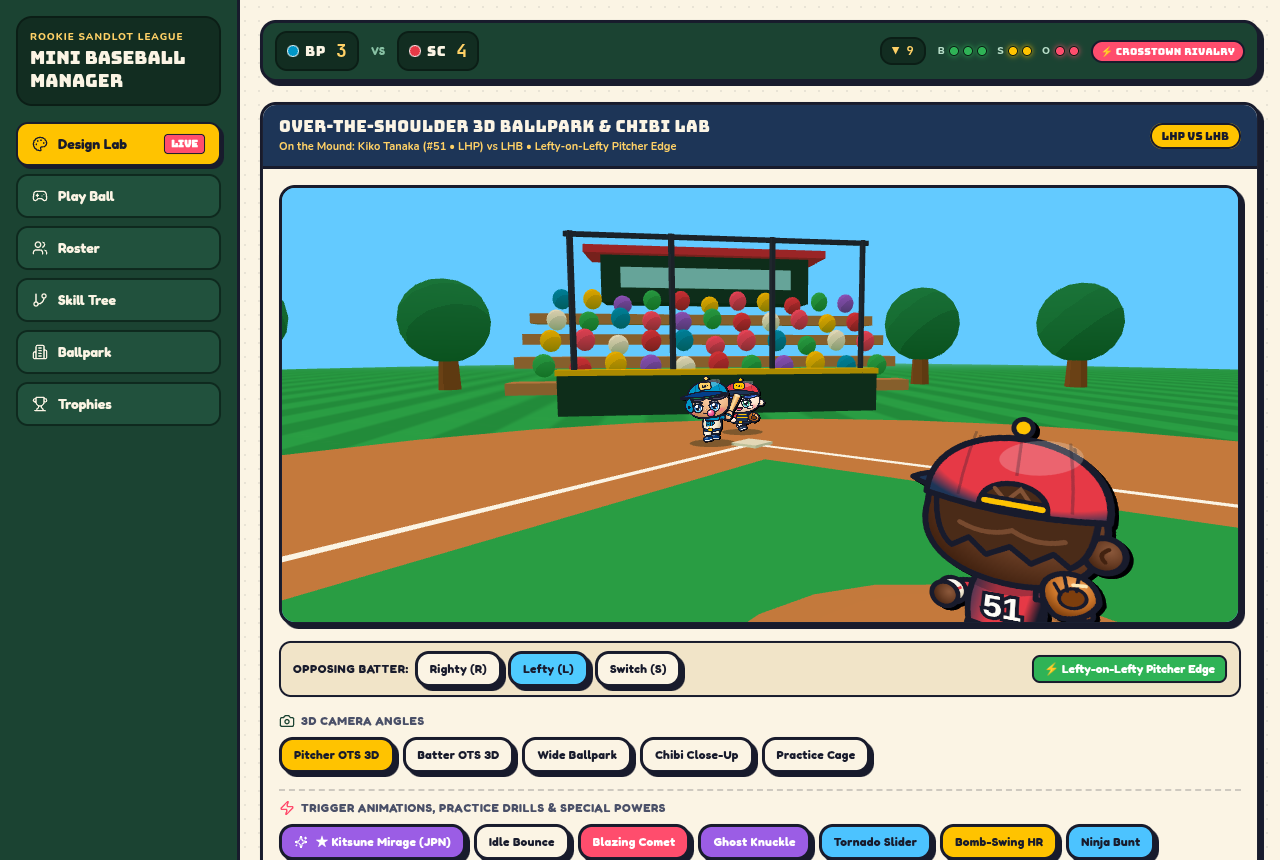 ROOKIE SANDLOT LEAGUE
MINI BASEBALL
MANAGER
Design Lab LIVE
Play Ball
Roster
Skill Tree
Ballpark
Trophies
BP 3 VS SC 4 ▼ 9 B S O ⚡ CROSSTOWN RIVALRY
OVER-THE-SHOULDER 3D BALLPARK & CHIBI LAB
On the Mound: Kiko Tanaka (#51 • LHP) vs LHB • Lefty-on-Lefty Pitcher Edge
LHP VS LHB
51
OPPOSING BATTER: Righty (R) Lefty (L) Switch (S) ⚡ Lefty-on-Lefty Pitcher Edge
3D CAMERA ANGLES
Pitcher OTS 3D Batter OTS 3D Wide Ballpark Chibi Close-Up Practice Cage
TRIGGER ANIMATIONS, PRACTICE DRILLS & SPECIAL POWERS
★ Kitsune Mirage (JPN) Idle Bounce Blazing Comet Ghost Knuckle Tornado Slider Bomb-Swing HR Ninja Bunt